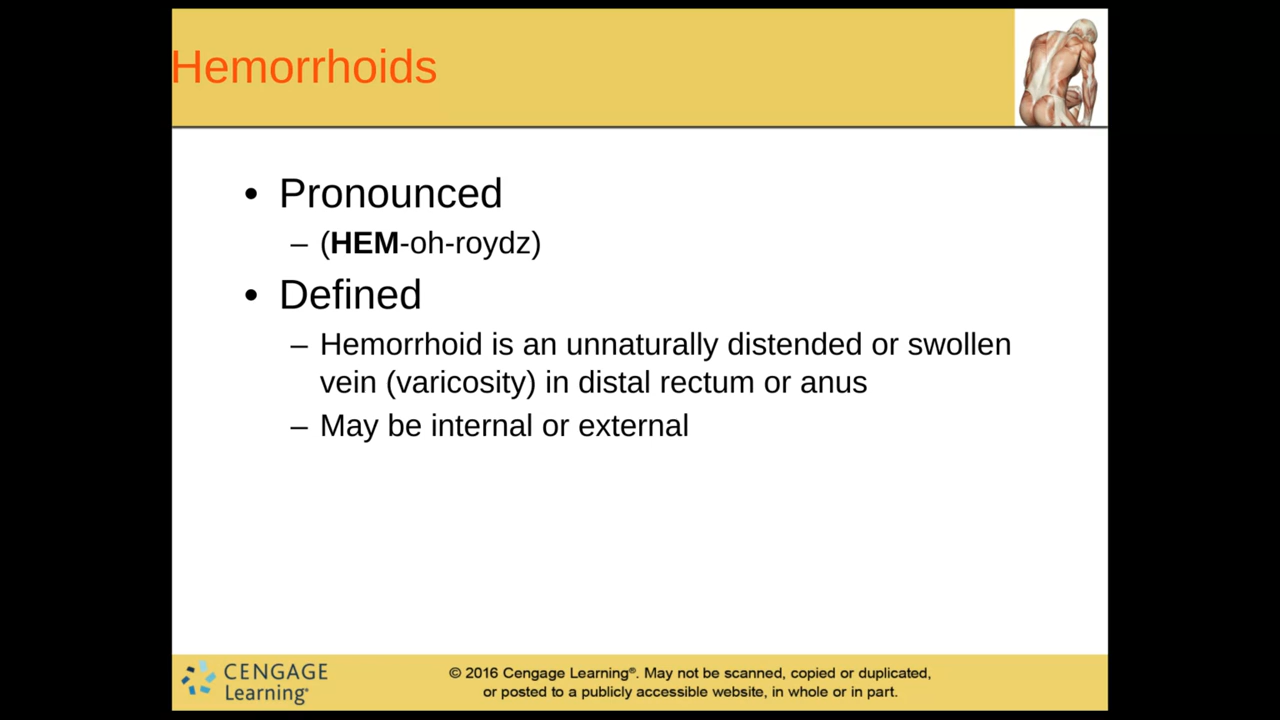 Hemorrhoids
• Pronounced
– (HEM-oh-roydz)
• Defined
– Hemorrhoid is an unnaturally distended or swollen
vein (varicosity) in distal rectum or anus
– May be internal or external
CENGAGE
Learning®
© 2016 Cengage Learning®. May not be scanned, copied or duplicated,
or posted to a publicly accessible website, in whole or in part.